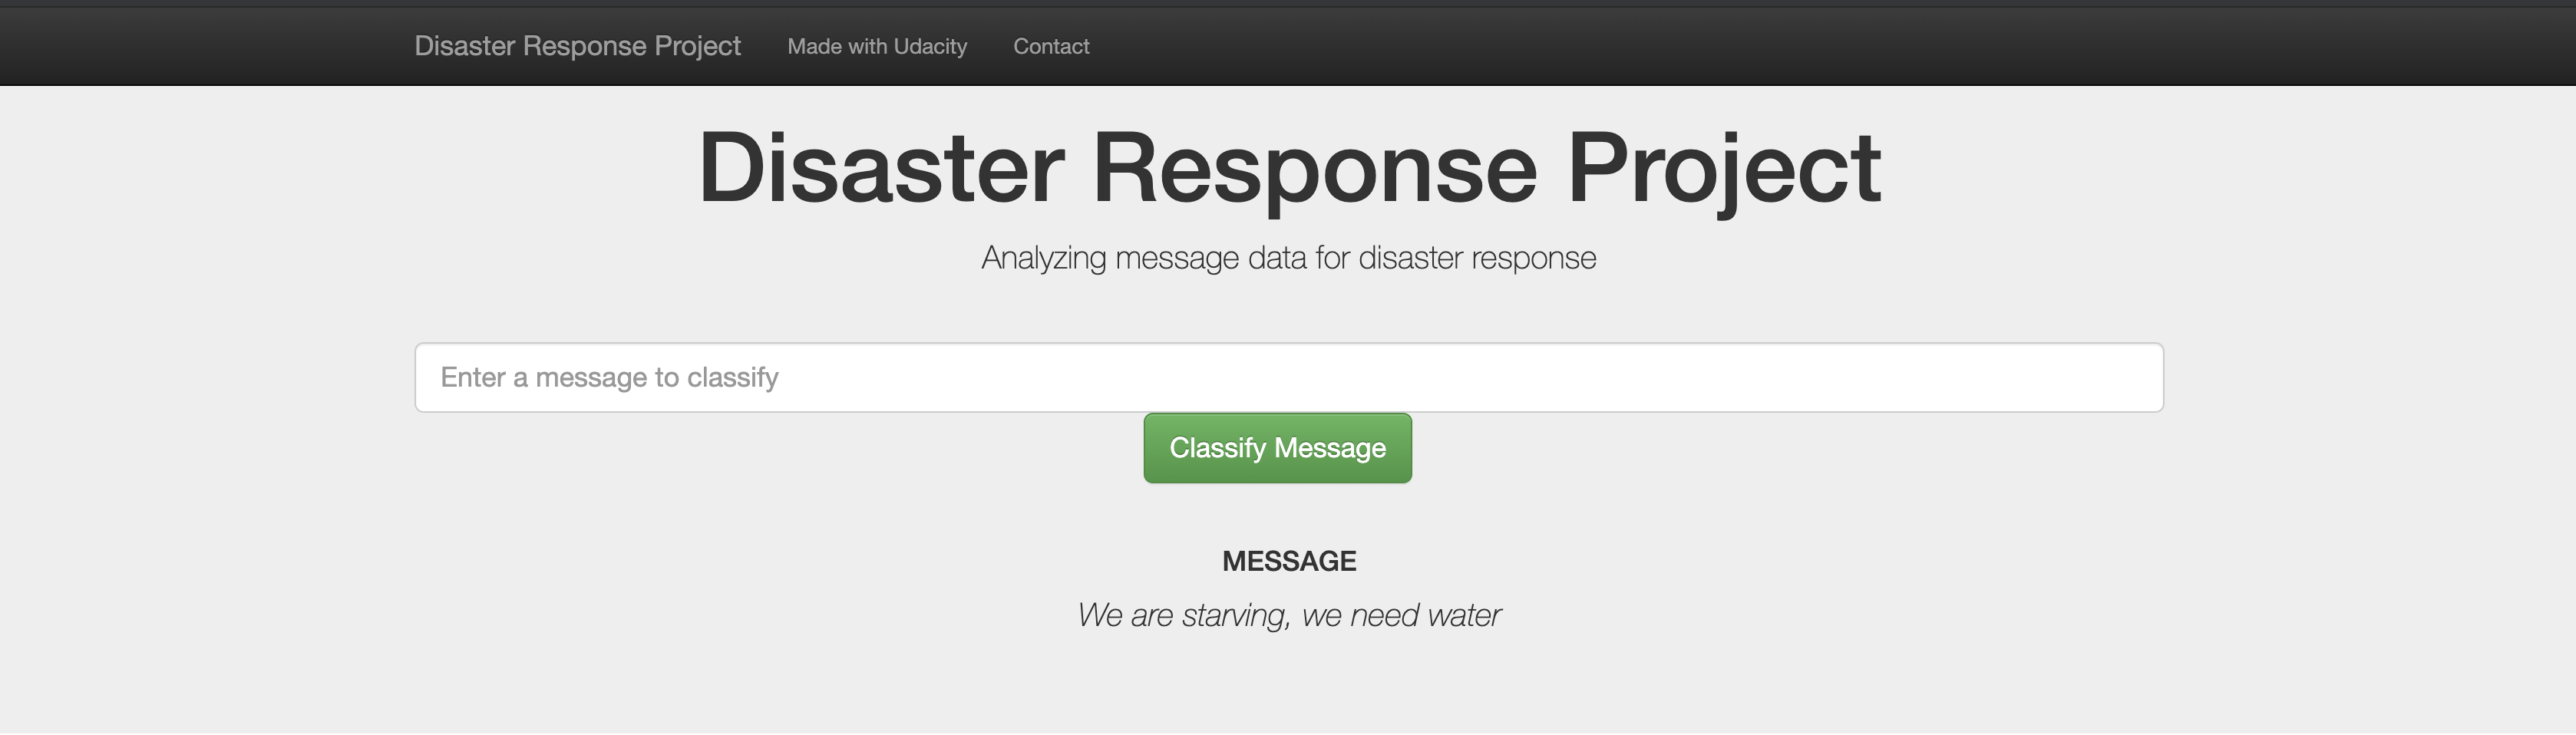 Disaster Response Project Made with Udacity Contact
Disaster Response Project
Analyzing message data for disaster response
Enter a message to classify
Classify Message
MESSAGE
We are starving, we need water